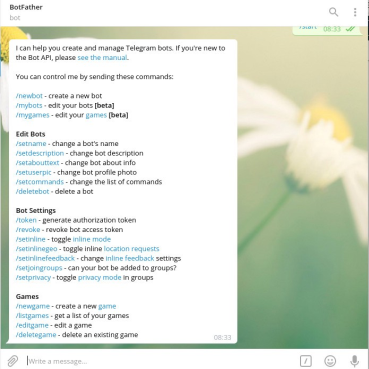 BotFather
bot
/start 08:33
I can help you create and manage Telegram bots. If you're new to
the Bot API, please see the manual.
You can control me by sending these commands:
/newbot - create a new bot
/mybots - edit your bots [beta]
/mygames - edit your games [beta]
Edit Bots
/setname - change a bot's name
/setdescription - change bot description
/setabouttext - change bot about info
/setuserpic - change bot profile photo
/setcommands - change the list of commands
/deletebot - delete a bot
Bot Settings
/token - generate authorization token
/revoke - revoke bot access token
/setinline - toggle inline mode
/setinlinegeo - toggle inline location requests
/setinlinefeedback - change inline feedback settings
/setjoingroups - can your bot be added to groups?
/setprivacy - toggle privacy mode in groups
Games
/newgame - create a new game
/listgames - get a list of your games
/editgame - edit a game
/deletegame - delete an existing game
08:33
Write a message...